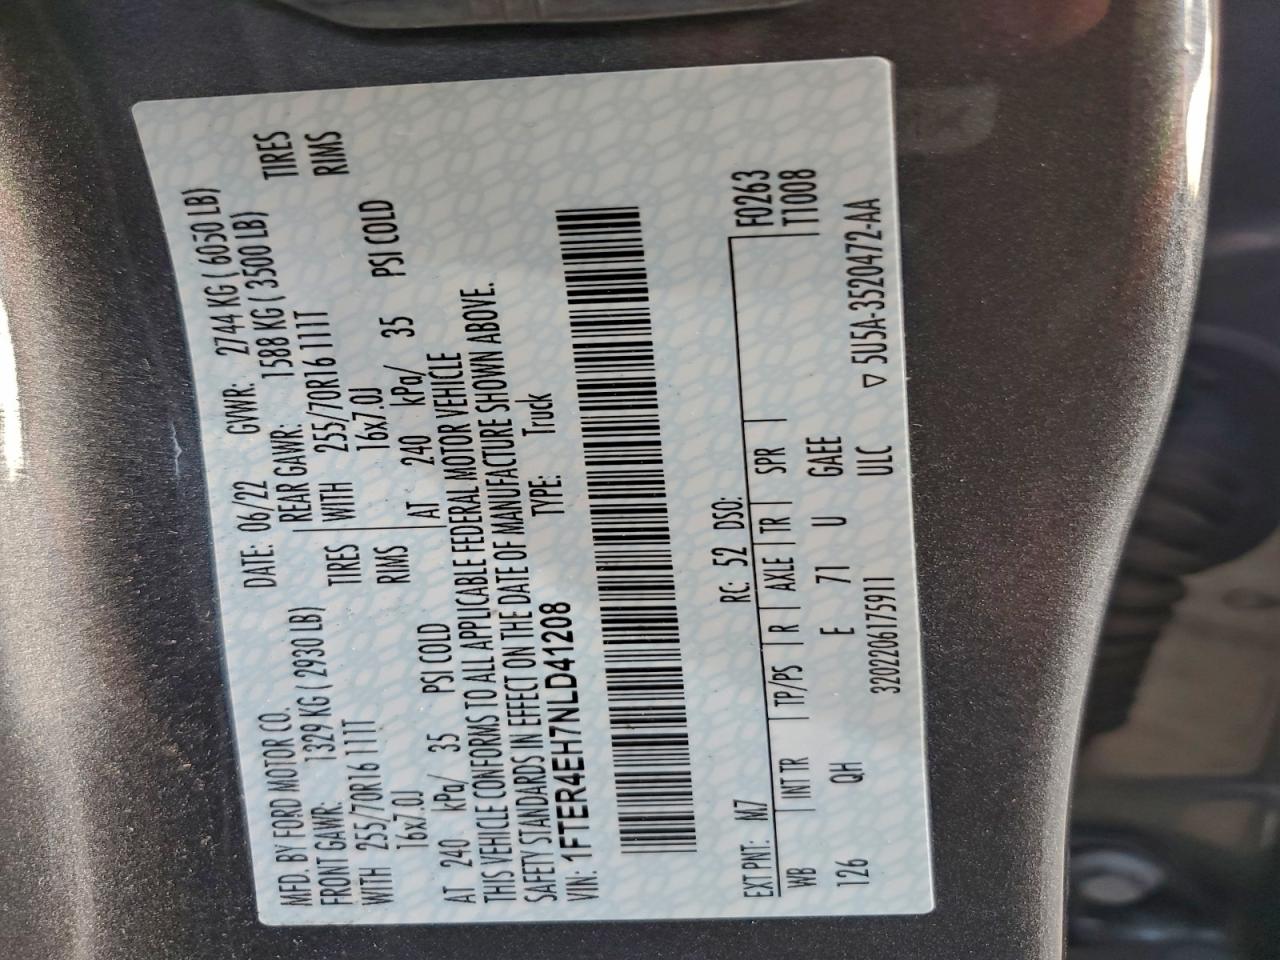 MFD. BY FORD MOTOR CO. DATE: 06/22 GVWR: 2744 KG ( 6050 LB)
FRONT GAWR: 1329 KG ( 2930 LB) REAR GAWR: 1588 KG ( 3500 LB)
WITH 255/70R16 111T TIRES WITH 255/70R16 111T TIRES
16x7.0J RIMS 16x7.0J RIMS
AT 240 kPa/ 35 PSI COLD AT 240 kPa/ 35 PSI COLD
THIS VEHICLE CONFORMS TO ALL APPLICABLE FEDERAL MOTOR VEHICLE
SAFETY STANDARDS IN EFFECT ON THE DATE OF MANUFACTURE SHOWN ABOVE.
VIN: 1FTER4EH7NLD41208 TYPE: Truck
EXT PNT: M7 RC: 52 DSO: F0263
WB INT TR TP/PS R AXLE TR SPR T1008
126 QH E 71 U GAEE
320220617591​1 ULC ▽ 5U5A-3520472-AA